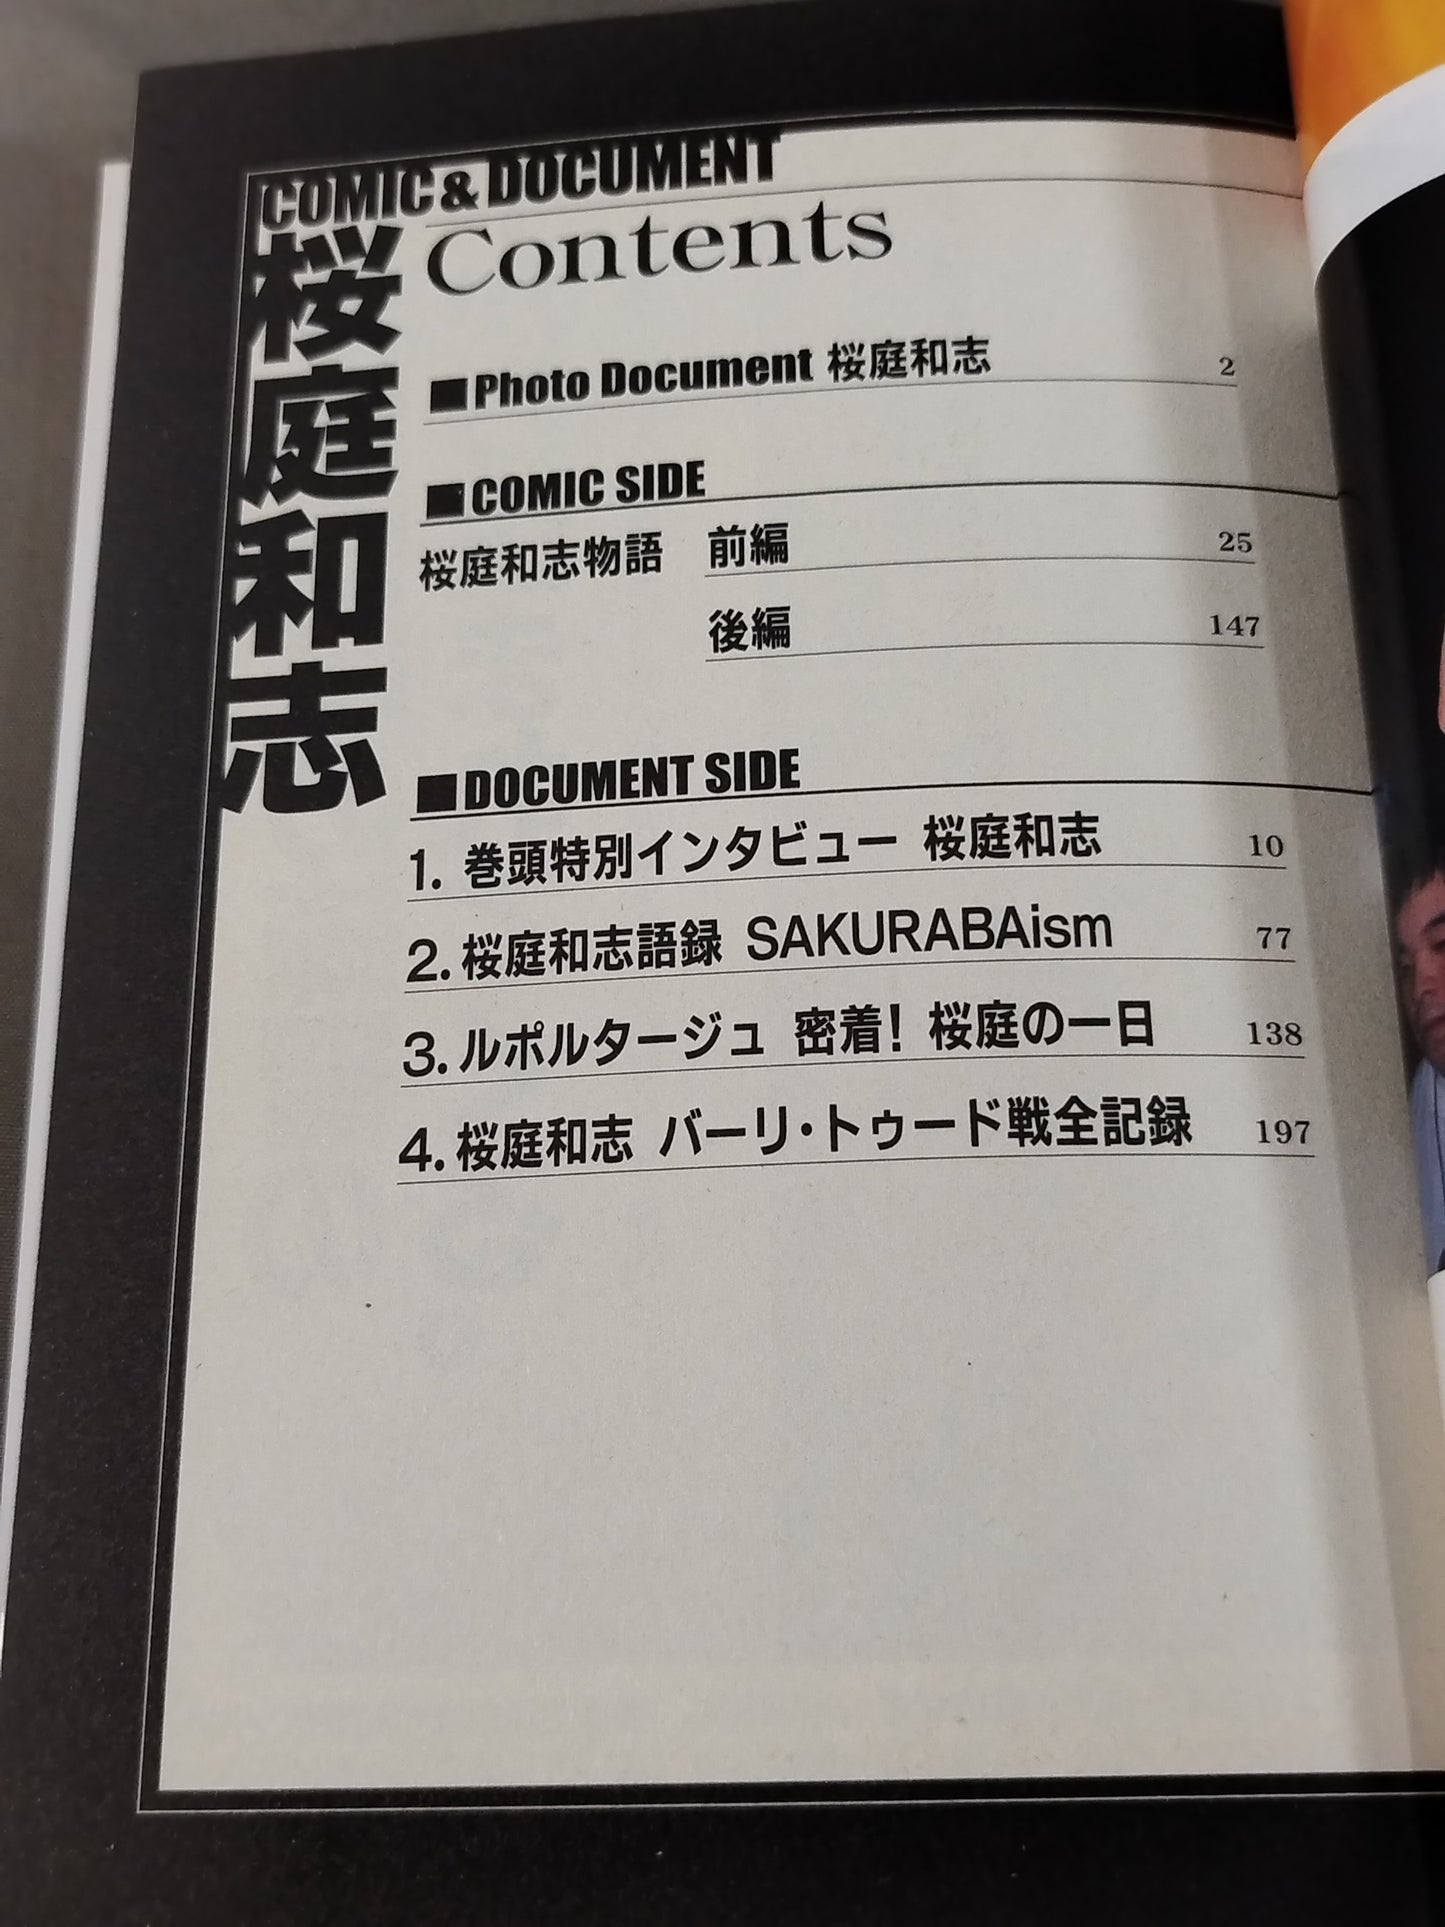 COMIC & DOCUMENT
桜庭和志
Contents
■Photo Document 桜庭和志 2
■COMIC SIDE
桜庭和志物語 前編 25
後編 147
■DOCUMENT SIDE
1. 巻頭特別インタビュー 桜庭和志 10
2. 桜庭和志語録 SAKURABAism 77
3. ルポルタージュ 密着! 桜庭の一日 138
4. 桜庭和志 バーリ・トゥード戦全記録 197